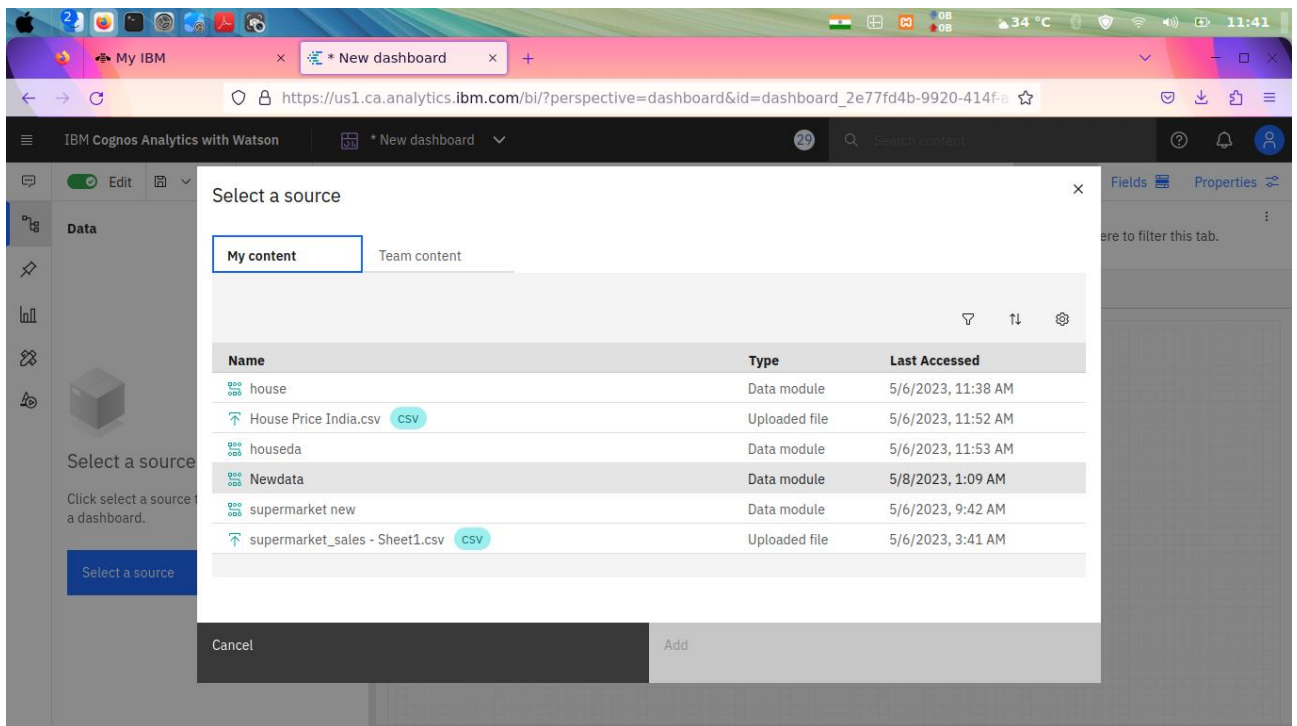 2
OB
OB
34 °C
11:41
My IBM
* New dashboard
https://us1.ca.analytics.ibm.com/bi/?perspective=dashboard&id=dashboard_2e77fd4b-9920-414f-a
IBM Cognos Analytics with Watson
* New dashboard
29
Search content
Edit
Fields
Properties
Data
ere to filter this tab.
Select a source
My content
Team content
Name Type Last Accessed
house Data module 5/6/2023, 11:38 AM
House Price India.csv CSV Uploaded file 5/6/2023, 11:52 AM
houseda Data module 5/6/2023, 11:53 AM
Newdata Data module 5/8/2023, 1:09 AM
supermarket new Data module 5/6/2023, 9:42 AM
supermarket_sales - Sheet1.csv CSV Uploaded file 5/6/2023, 3:41 AM
Cancel
Add
Select a source
Click select a source
a dashboard.
Select a source